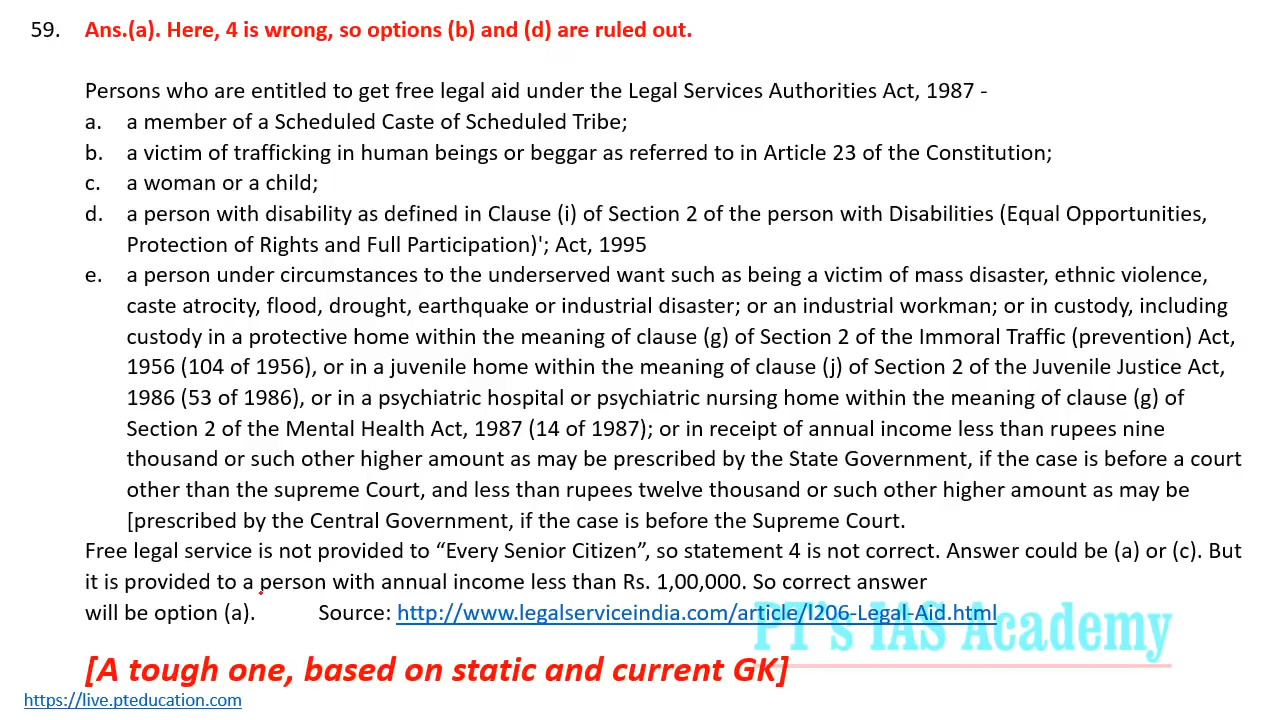 59. Ans.(a). Here, 4 is wrong, so options (b) and (d) are ruled out.
Persons who are entitled to get free legal aid under the Legal Services Authorities Act, 1987 -
a. a member of a Scheduled Caste of Scheduled Tribe;
b. a victim of trafficking in human beings or beggar as referred to in Article 23 of the Constitution;
c. a woman or a child;
d. a person with disability as defined in Clause (i) of Section 2 of the person with Disabilities (Equal Opportunities,
Protection of Rights and Full Participation)'; Act, 1995
e. a person under circumstances to the underserved want such as being a victim of mass disaster, ethnic violence,
caste atrocity, flood, drought, earthquake or industrial disaster; or an industrial workman; or in custody, including
custody in a protective home within the meaning of clause (g) of Section 2 of the Immoral Traffic (prevention) Act,
1956 (104 of 1956), or in a juvenile home within the meaning of clause (j) of Section 2 of the Juvenile Justice Act,
1986 (53 of 1986), or in a psychiatric hospital or psychiatric nursing home within the meaning of clause (g) of
Section 2 of the Mental Health Act, 1987 (14 of 1987); or in receipt of annual income less than rupees nine
thousand or such other higher amount as may be prescribed by the State Government, if the case is before a court
other than the supreme Court, and less than rupees twelve thousand or such other higher amount as may be
[prescribed by the Central Government, if the case is before the Supreme Court.
Free legal service is not provided to “Every Senior Citizen”, so statement 4 is not correct. Answer could be (a) or (c). But
it is provided to a person with annual income less than Rs. 1,00,000. So correct answer
will be option (a). Source: http://www.legalserviceindia.com/article/l206-Legal-Aid.html
PT's IAS Academy
[A tough one, based on static and current GK]
https://live.pteducation.com